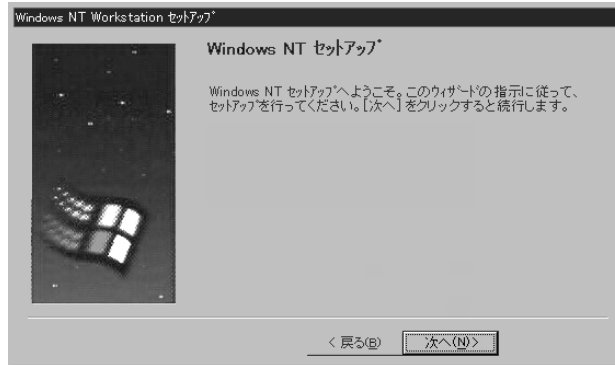 Windows NT Workstation ｾｯﾄｱｯﾌﾟ
Windows NT ｾｯﾄｱｯﾌﾟ
Windows NT ｾｯﾄｱｯﾌﾟへようこそ。このｳｨｻﾞｰﾄﾞの指示に従って、
ｾｯﾄｱｯﾌﾟを行ってください。[次へ] をクリックすると続行します。
< 戻る(B)
次へ(N)>